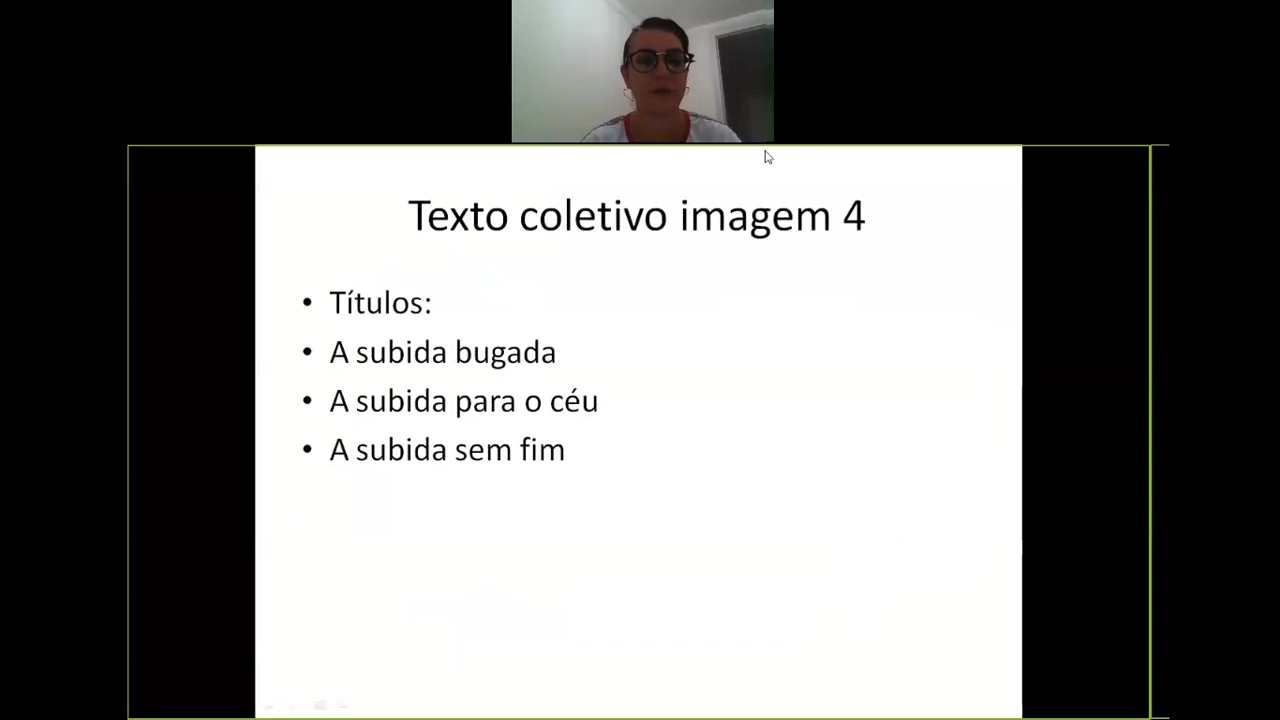 Texto coletivo imagem 4
• Títulos:
• A subida bugada
• A subida para o céu
• A subida sem fim